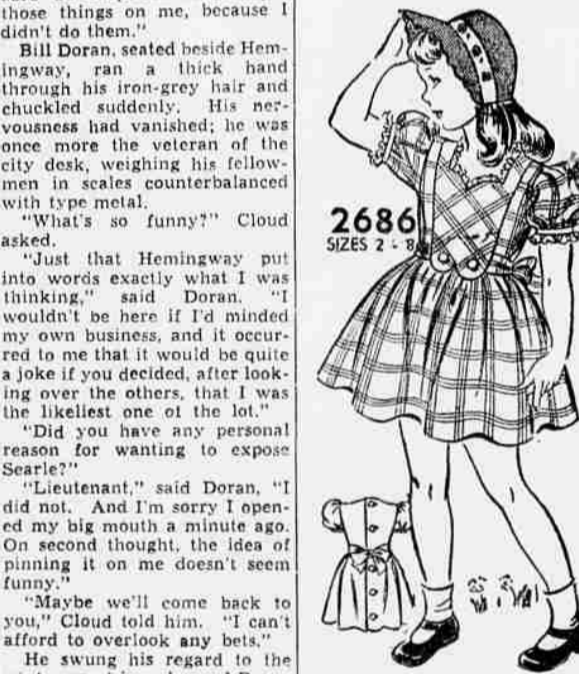 those things on me, because I
didn't do them."
Bill Doran, seated beside Hem-
ingway, ran a thick hand
through his iron-grey hair and
chuckled suddenly. His ner-
vousness had vanished; he was
once more the veteran of the
city desk, weighing his fellow-
men in scales counterbalanced
with type metal.
"What's so funny?" Cloud
asked.
"Just that Hemingway put
into words exactly what I was
thinking," said Doran. "I
wouldn't be here if I'd minded
my own business, and it occur-
red to me that it would be quite
a joke if you decided, after look-
ing over the others, that I was
the likeliest one of the lot."
"Did you have any personal
reason for wanting to expose
Searle?"
"Lieutenant," said Doran, "I
did not. And I'm sorry I open-
ed my big mouth a minute ago.
On second thought, the idea of
pinning it on me doesn't seem
funny."
"Maybe we'll come back to
you," Cloud told him. "I can't
afford to overlook any bets."
He swung his regard to the
2686
SIZES 2 - 8